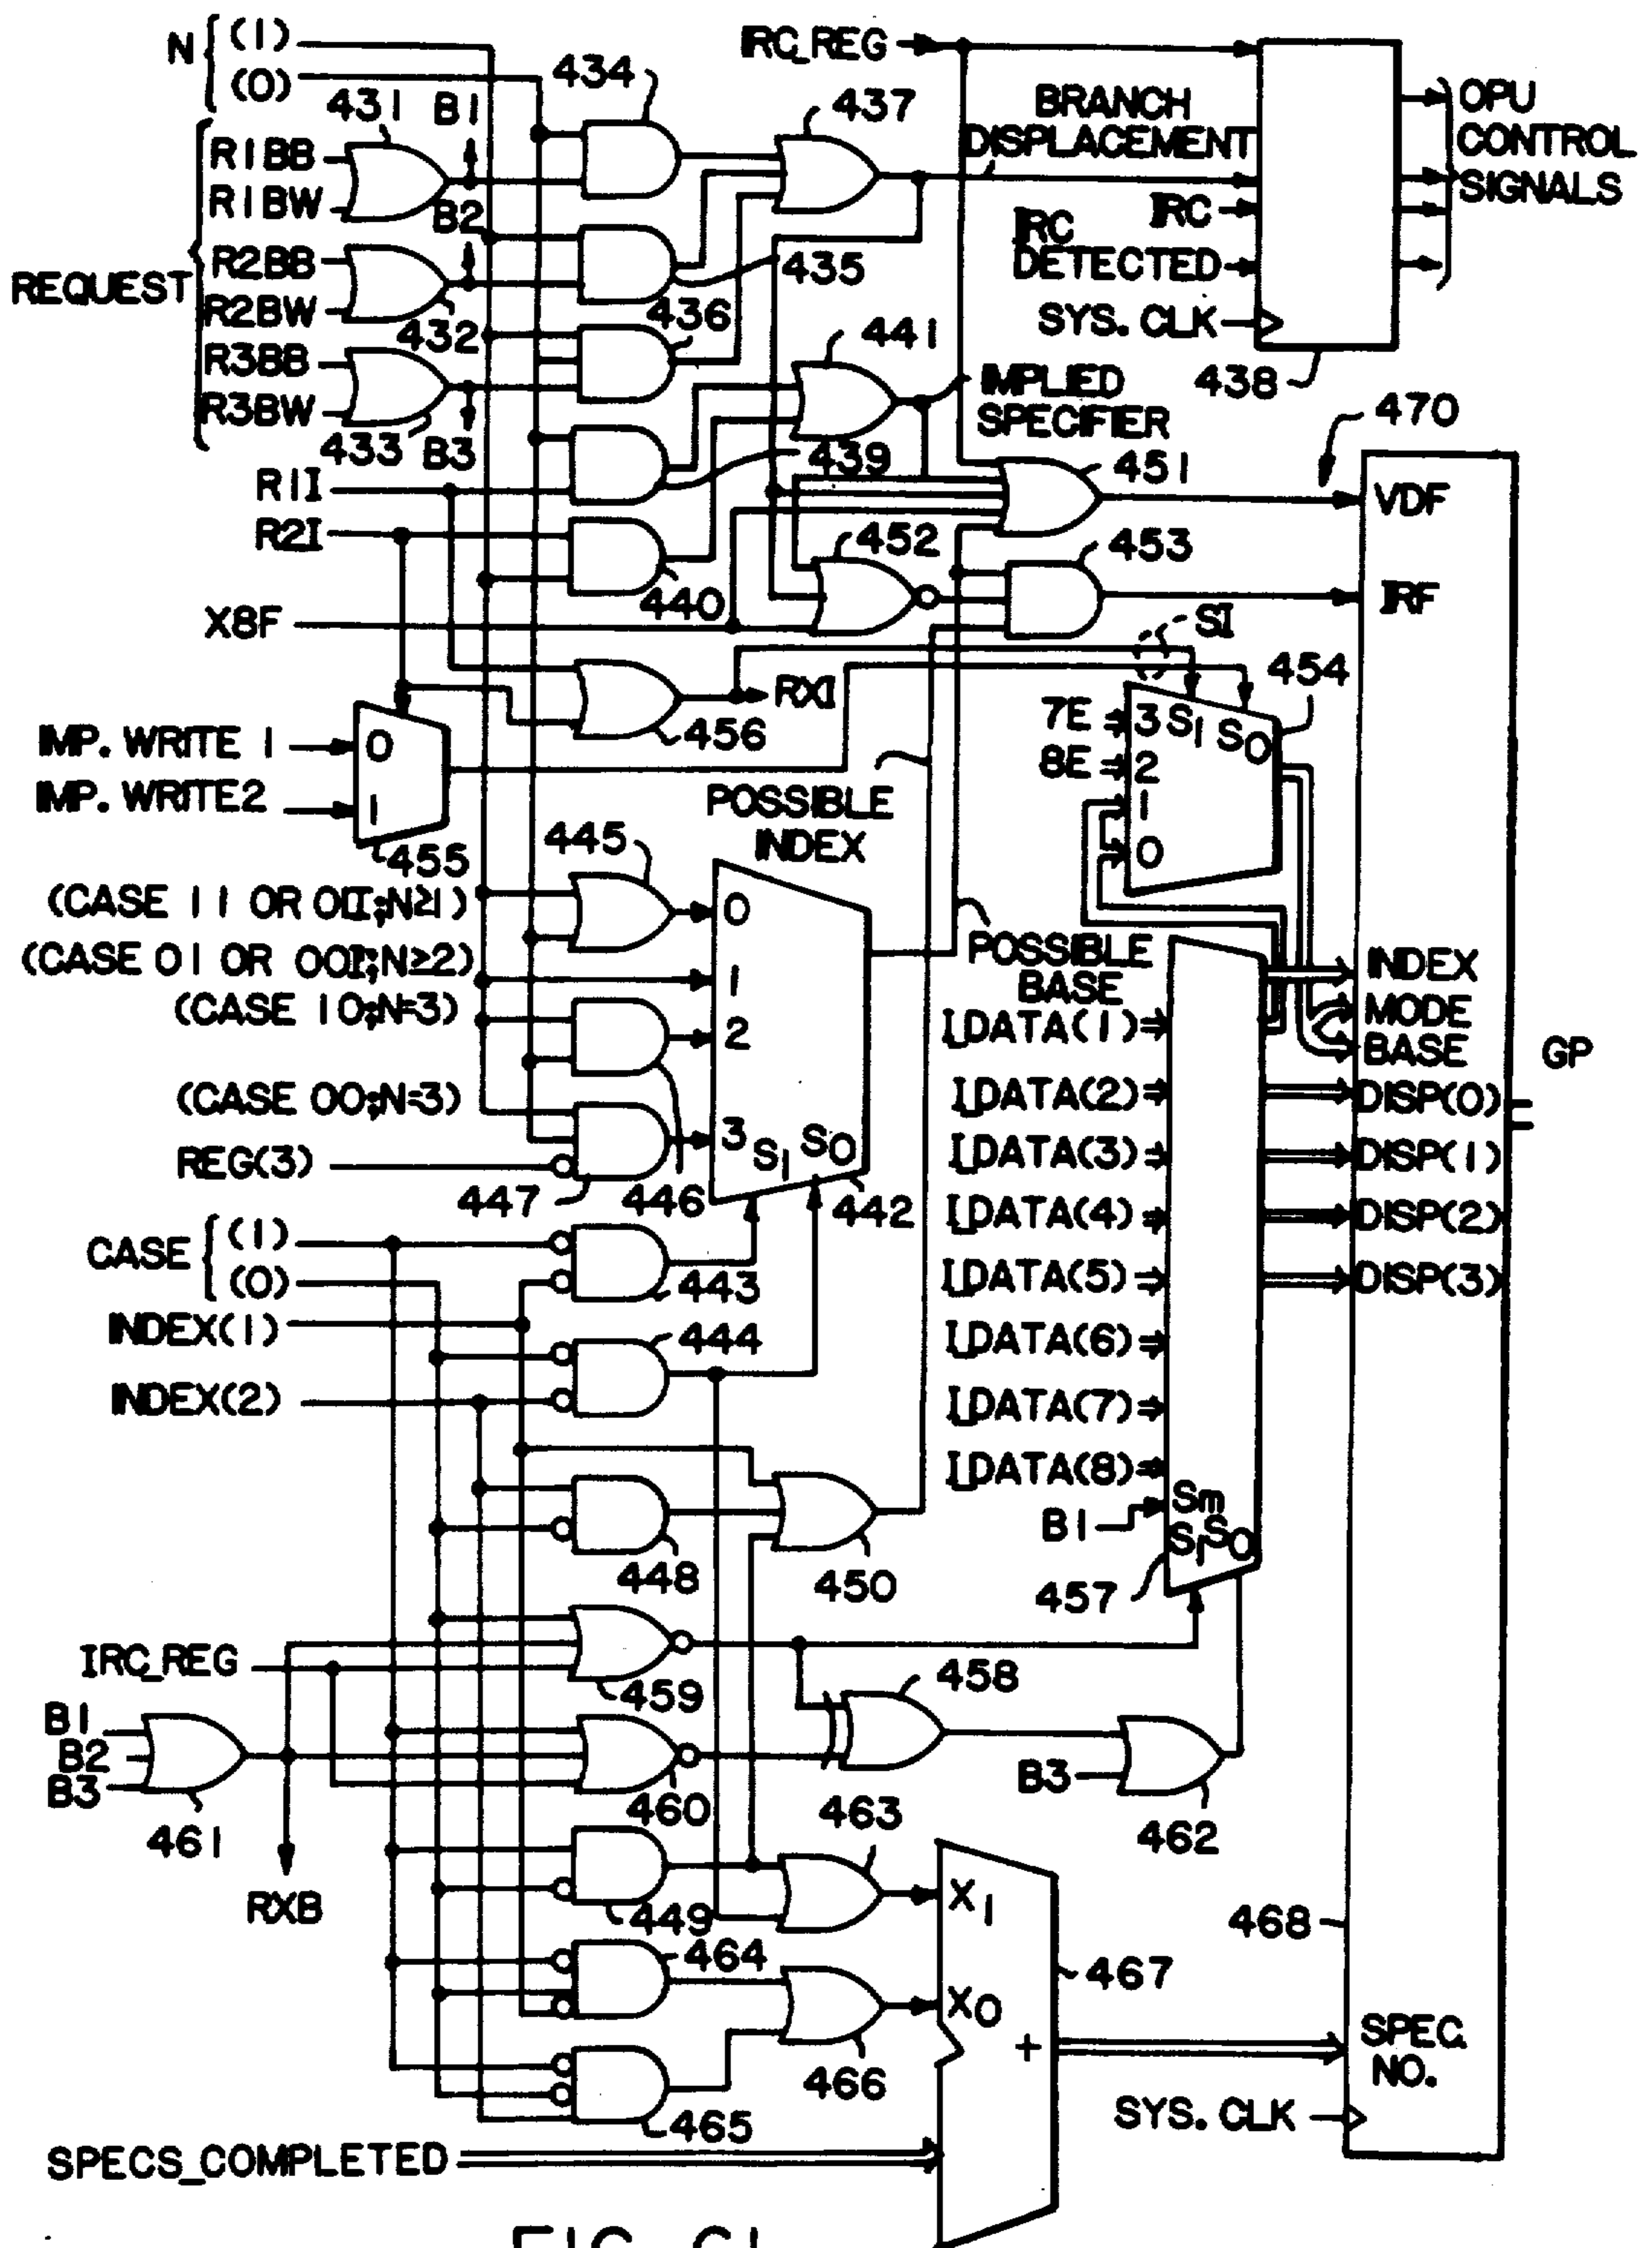 N { (1)
(0)
431
B1
434
IRC_REG
437
BRANCH
DISPLACEMENT
OPU
CONTROL
SIGNALS
REQUEST
R1BB
R1BW
B2
R2BB
R2BW
432
435
436
IRC
IRC
DETECTED
SYS. CLK
438
R3BB
R3BW
433
B3
441
IMPLIED
SPECIFIER
439
470
R1I
R2I
440
451
VDF
452
453
IRF
X8F
SI
454
RXI
456
IMP. WRITE 1
IMP. WRITE2
0
1
455
7E
8E
3
2
1
0
S1
S0
POSSIBLE
INDEX
445
(CASE 11 OR 01I;N≥1)
(CASE 01 OR 00I;N≥2)
(CASE 10;N=3)
(CASE 00;N=3)
REG(3)
447
446
0
1
2
3
S1
S0
442
POSSIBLE
BASE
INDEX
MODE
BASE
GP
I_DATA(1)
I_DATA(2)
I_DATA(3)
I_DATA(4)
I_DATA(5)
I_DATA(6)
I_DATA(7)
I_DATA(8)
DISP(0)
DISP(1)
DISP(2)
DISP(3)
CASE { (1)
(0)
443
INDEX(1)
444
INDEX(2)
448
450
B1
Sm
S1
S0
457
IRC_REG
459
458
B1
B2
B3
461
460
B3
462
RXB
463
449
464
X1
X0
+
467
468
466
465
SPEC.
NO.
SYS. CLK
SPECS_COMPLETED